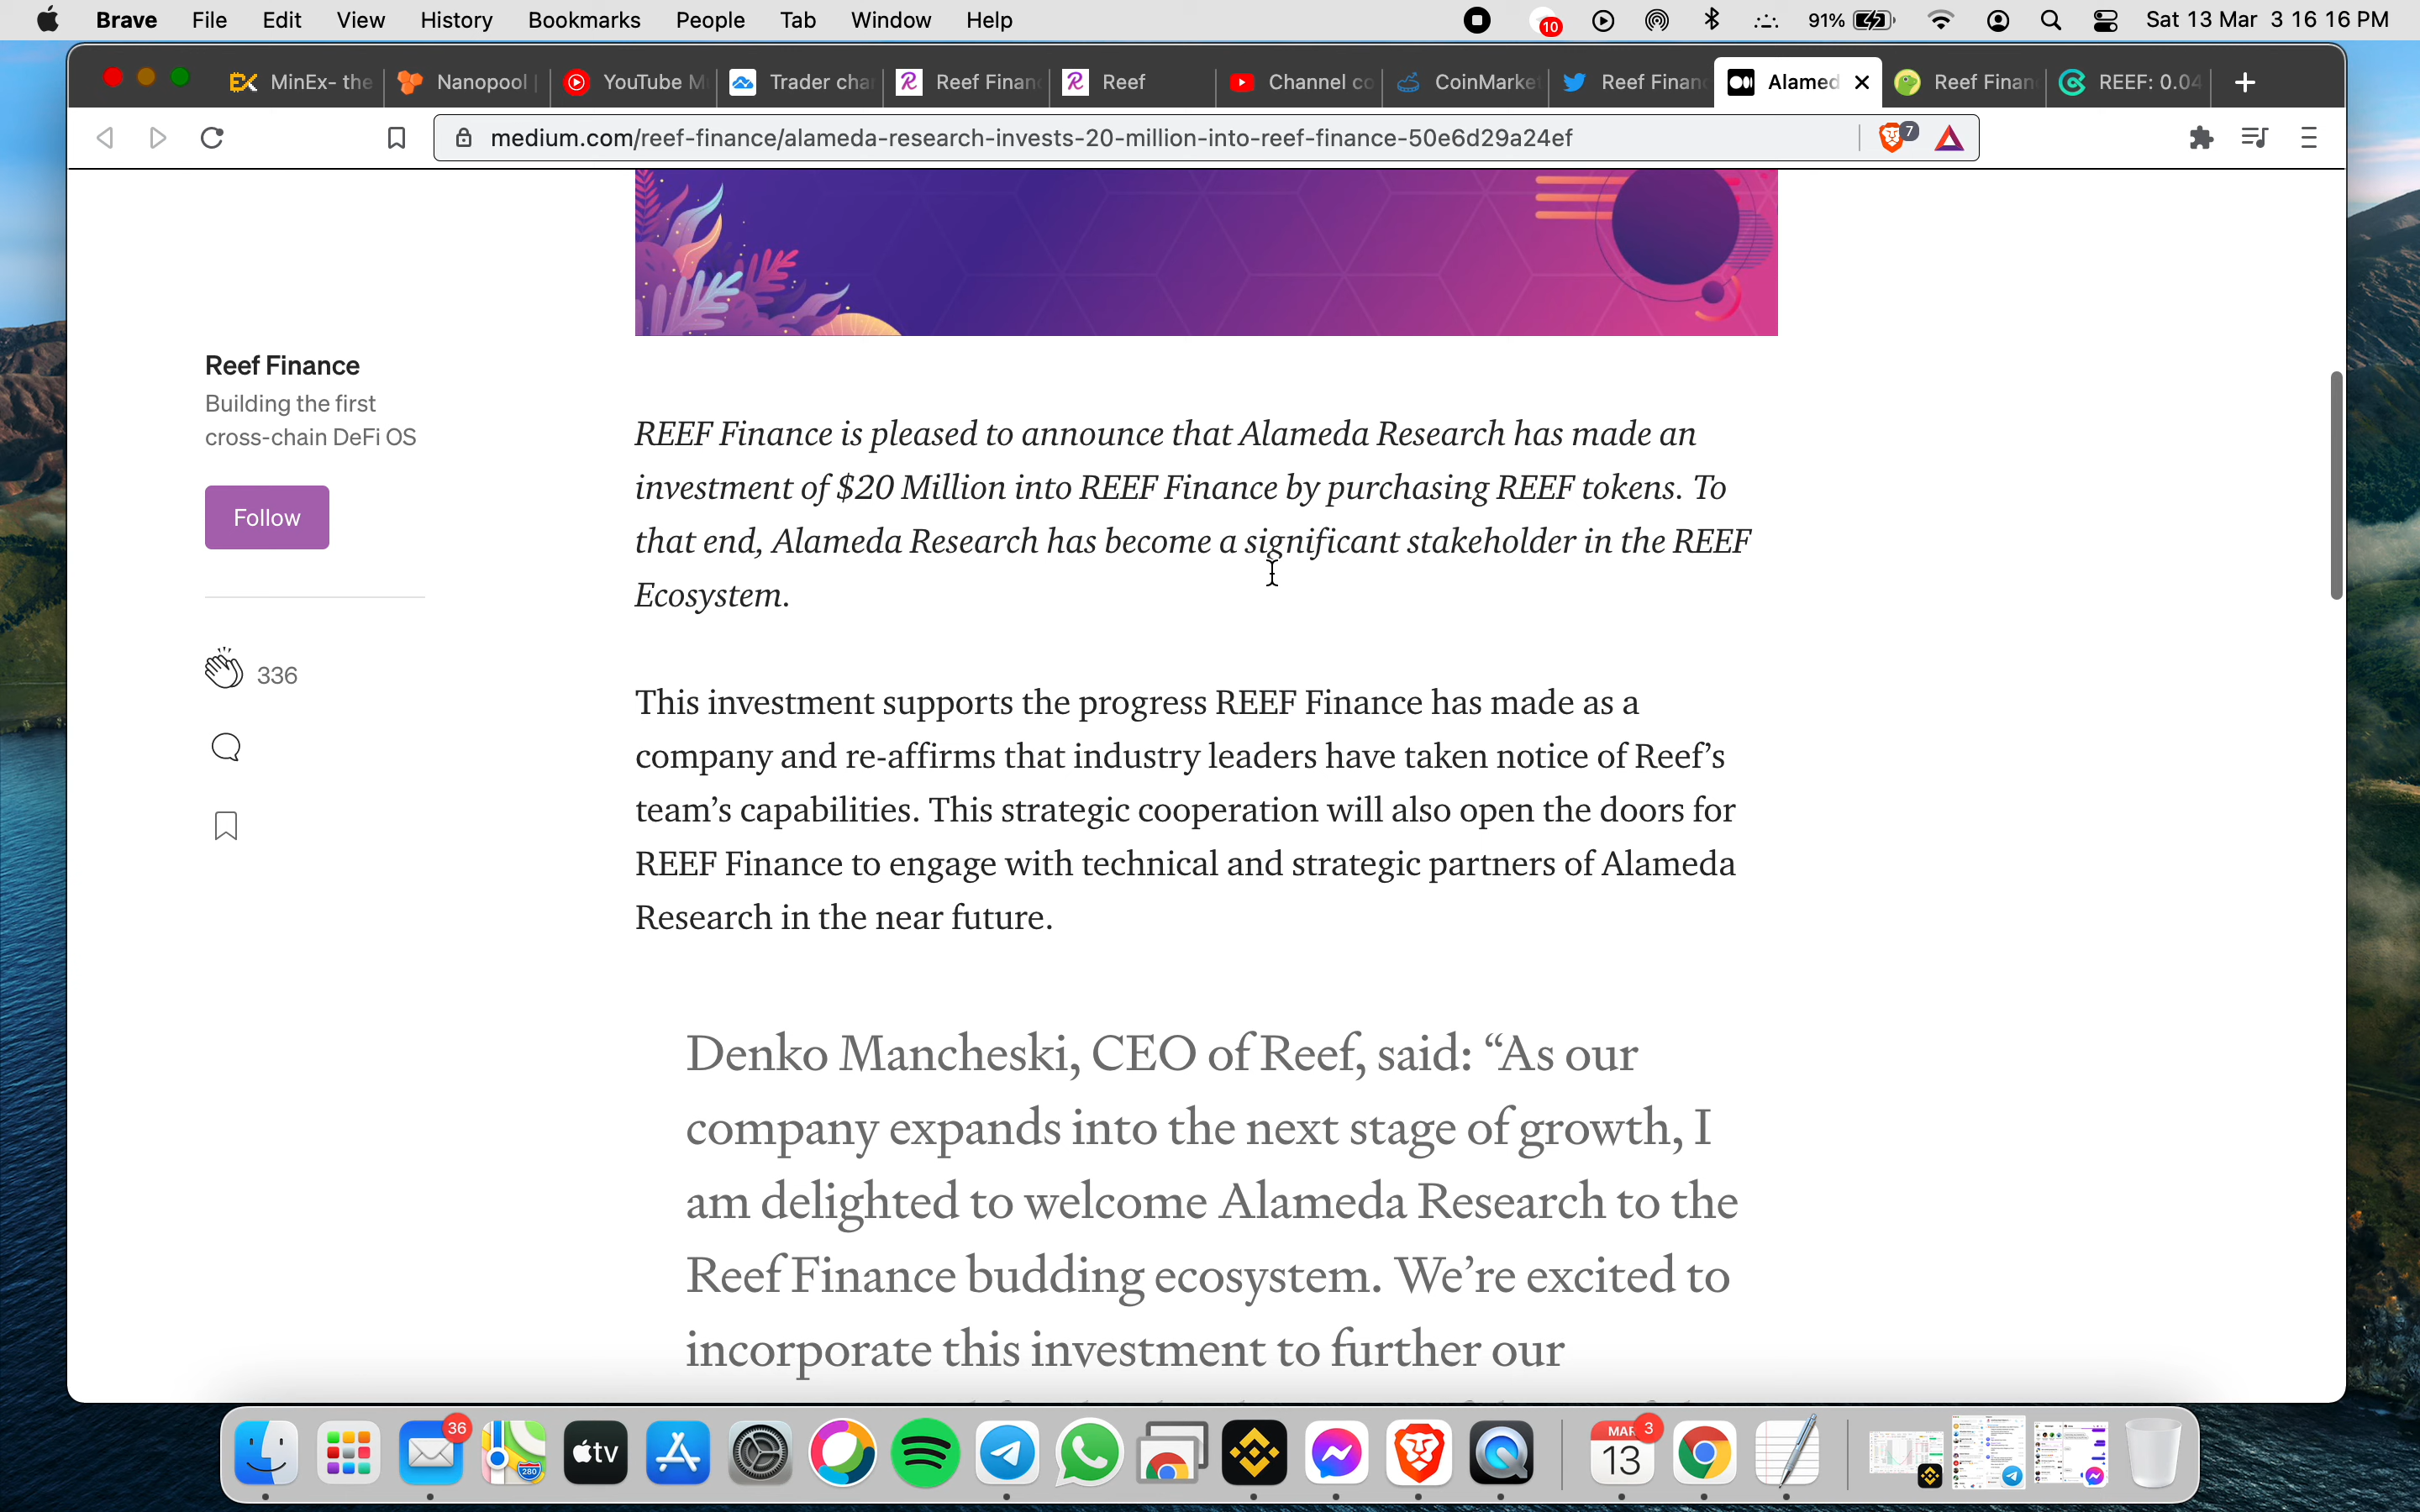 Brave File Edit View History Bookmarks People Tab Window Help 10 91% Sat 13 Mar 3 16 16 PM
MinEx- the Nanopool YouTube M Trader cha Reef Finan Reef Channel co CoinMarke Reef Finan Alamed Reef Finan REEF: 0.04
medium.com/reef-finance/alameda-research-invests-20-million-into-reef-finance-50e6d29a24ef 7
Reef Finance
Building the first
cross-chain DeFi OS
Follow
336
REEF Finance is pleased to announce that Alameda Research has made an
investment of $20 Million into REEF Finance by purchasing REEF tokens. To
that end, Alameda Research has become a significant stakeholder in the REEF
Ecosystem.
This investment supports the progress REEF Finance has made as a
company and re-affirms that industry leaders have taken notice of Reef’s
team’s capabilities. This strategic cooperation will also open the doors for
REEF Finance to engage with technical and strategic partners of Alameda
Research in the near future.
Denko Mancheski, CEO of Reef, said: “As our
company expands into the next stage of growth, I
am delighted to welcome Alameda Research to the
Reef Finance budding ecosystem. We’re excited to
incorporate this investment to further our
36 280 tv MAR 3
13